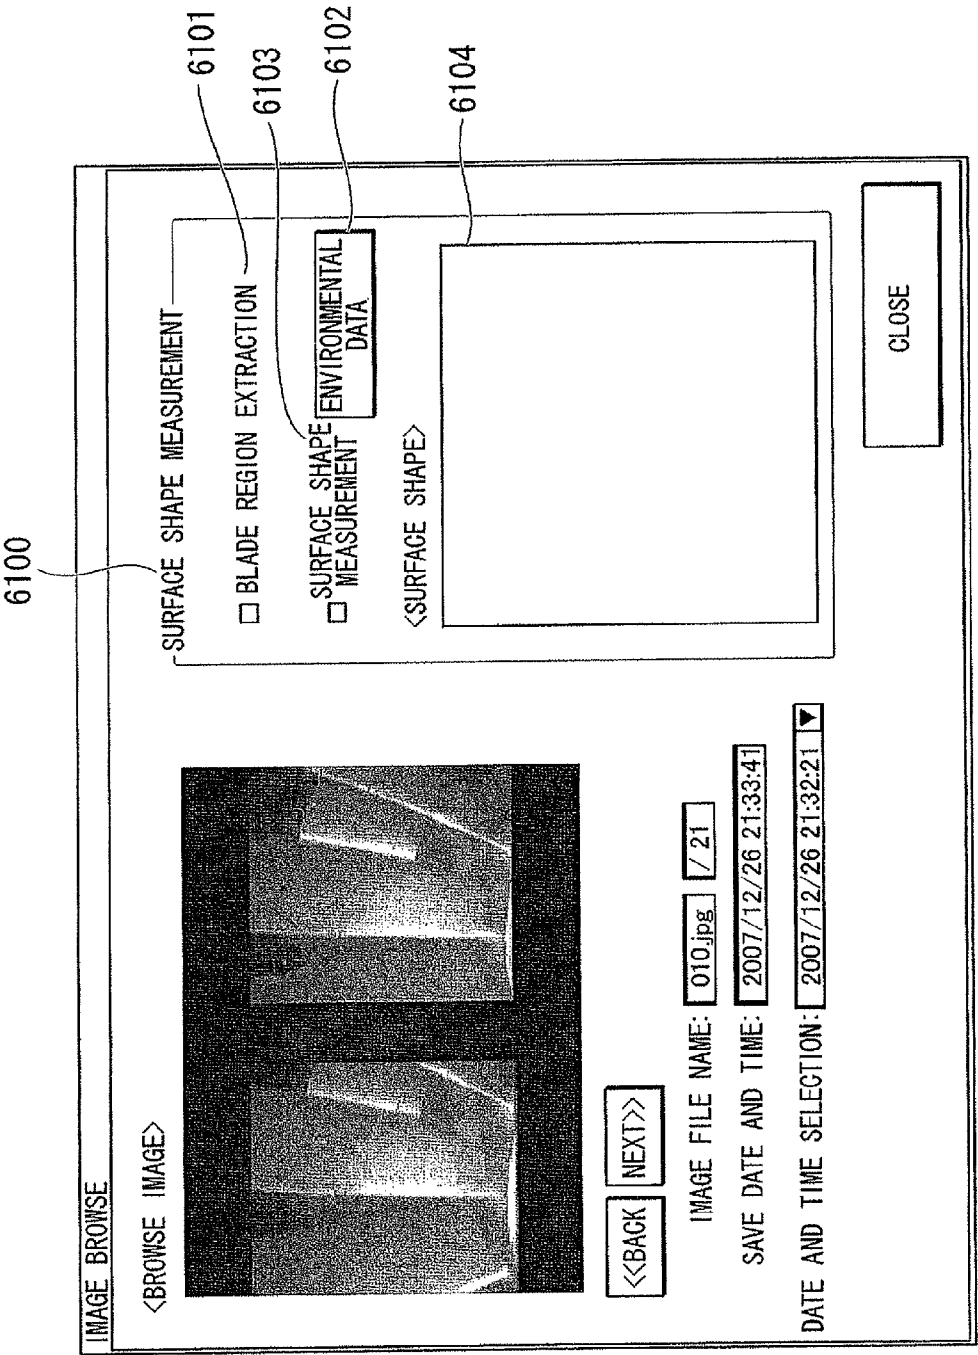 6100
6101
6103
6102
6104
IMAGE BROWSE
<BROWSE IMAGE>
<<BACK
NEXT>>
IMAGE FILE NAME: 010.jpg / 21
SAVE DATE AND TIME: 2007/12/26 21:33:41
DATE AND TIME SELECTION: 2007/12/26 21:32:21 ▼
SURFACE SHAPE MEASUREMENT
□ BLADE REGION EXTRACTION
□ SURFACE SHAPE
MEASUREMENT
ENVIRONMENTAL
DATA
<SURFACE SHAPE>
CLOSE